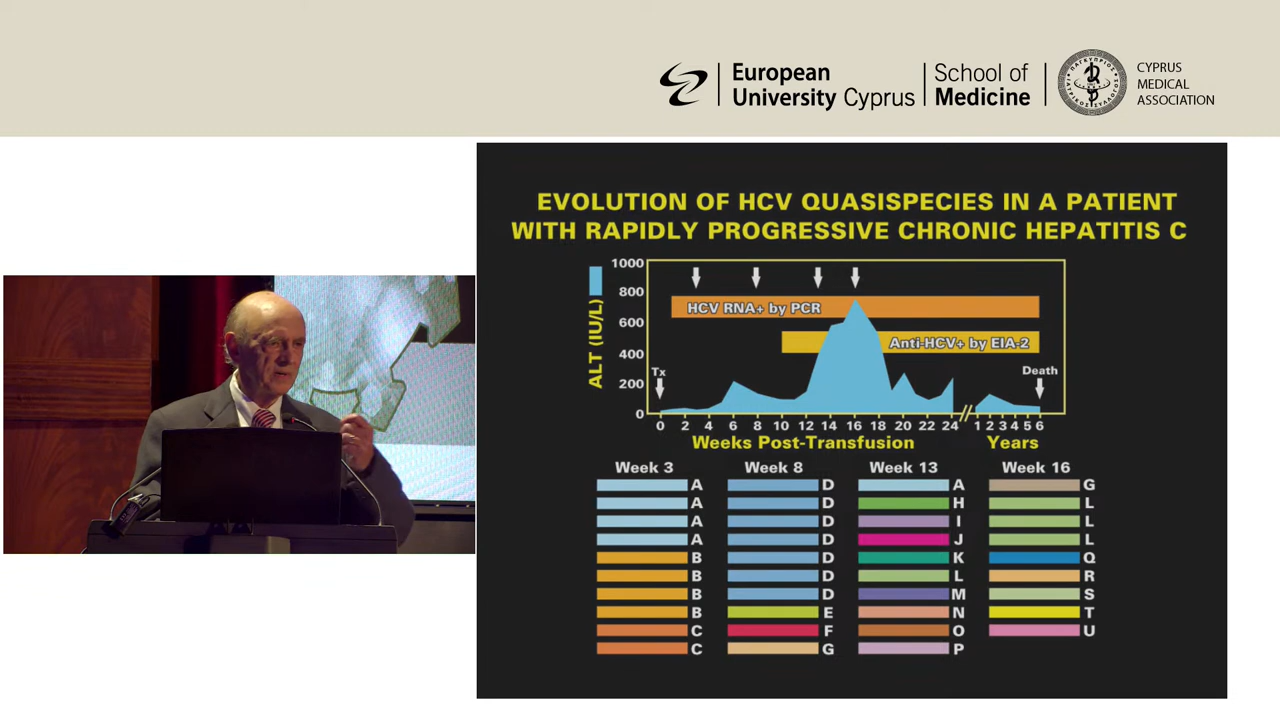 European
University Cyprus
School of
Medicine
CYPRUS
MEDICAL
ASSOCIATION
EVOLUTION OF HCV QUASISPECIES IN A PATIENT
WITH RAPIDLY PROGRESSIVE CHRONIC HEPATITIS C
ALT (IU/L)
1000
800
600
400
200
0
HCV RNA+ by PCR
Anti-HCV+ by EIA-2
Tx
Death
0 2 4 6 8 10 12 14 16 18 20 22 24 1 2 3 4 5 6
Weeks Post-Transfusion Years
Week 3 Week 8 Week 13 Week 16
A D A G
A D H L
A D I L
A D J L
B D K Q
B D L R
B D M S
B E N T
C F O U
C G P